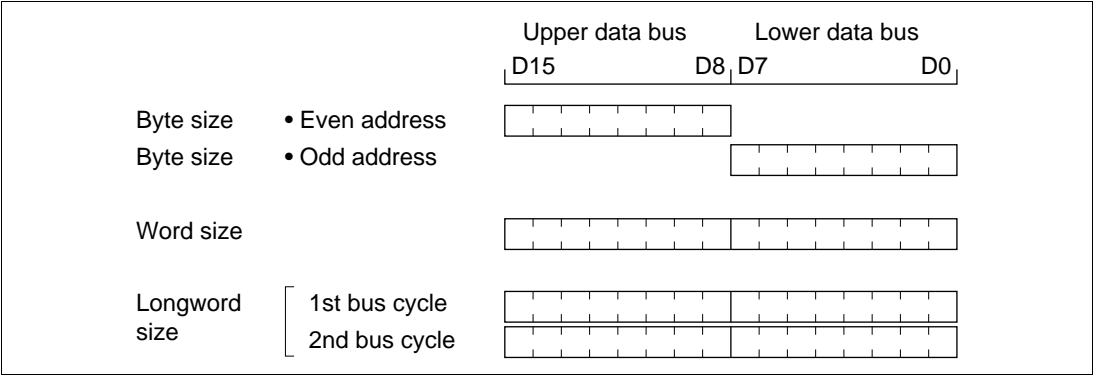 Upper data bus Lower data bus
D15 D8 D7 D0
Byte size • Even address
Byte size • Odd address
Word size
Longword size 1st bus cycle
2nd bus cycle